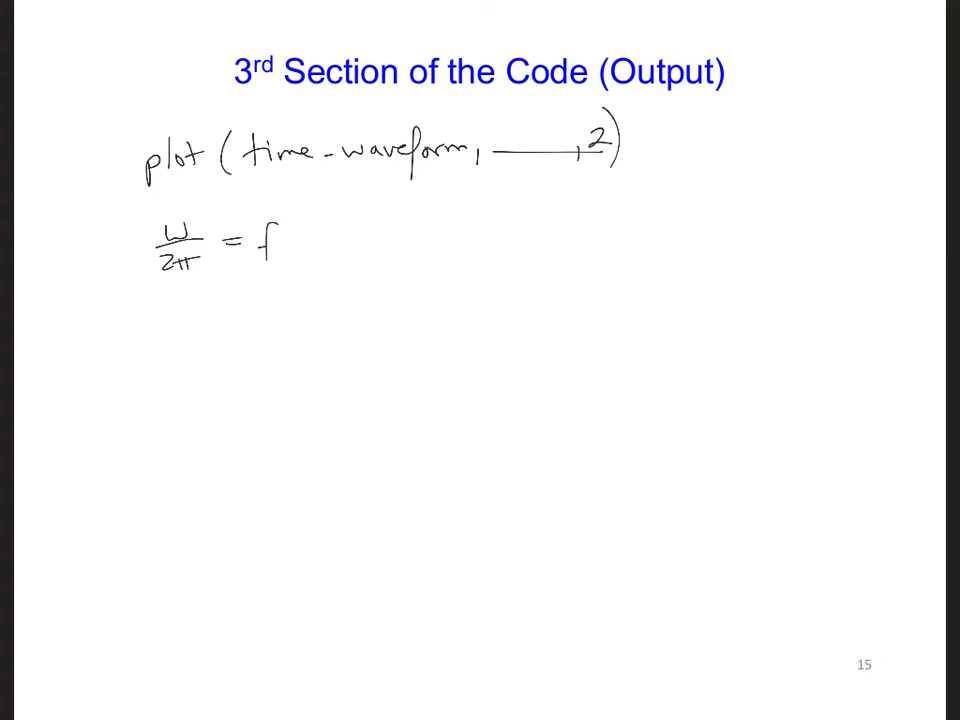 3rd Section of the Code (Output)
plot (time-waveform, ———, 2)
W/2π = f
15